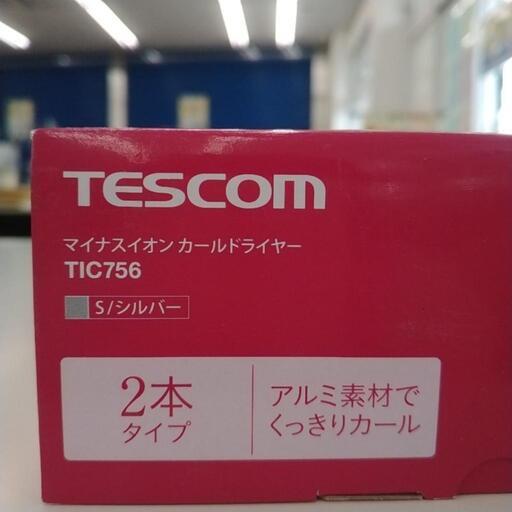 TESCOM
マイナスイオン カールドライヤー
TIC756
S/シルバー
2本
タイプ
アルミ素材で
くっきりカール